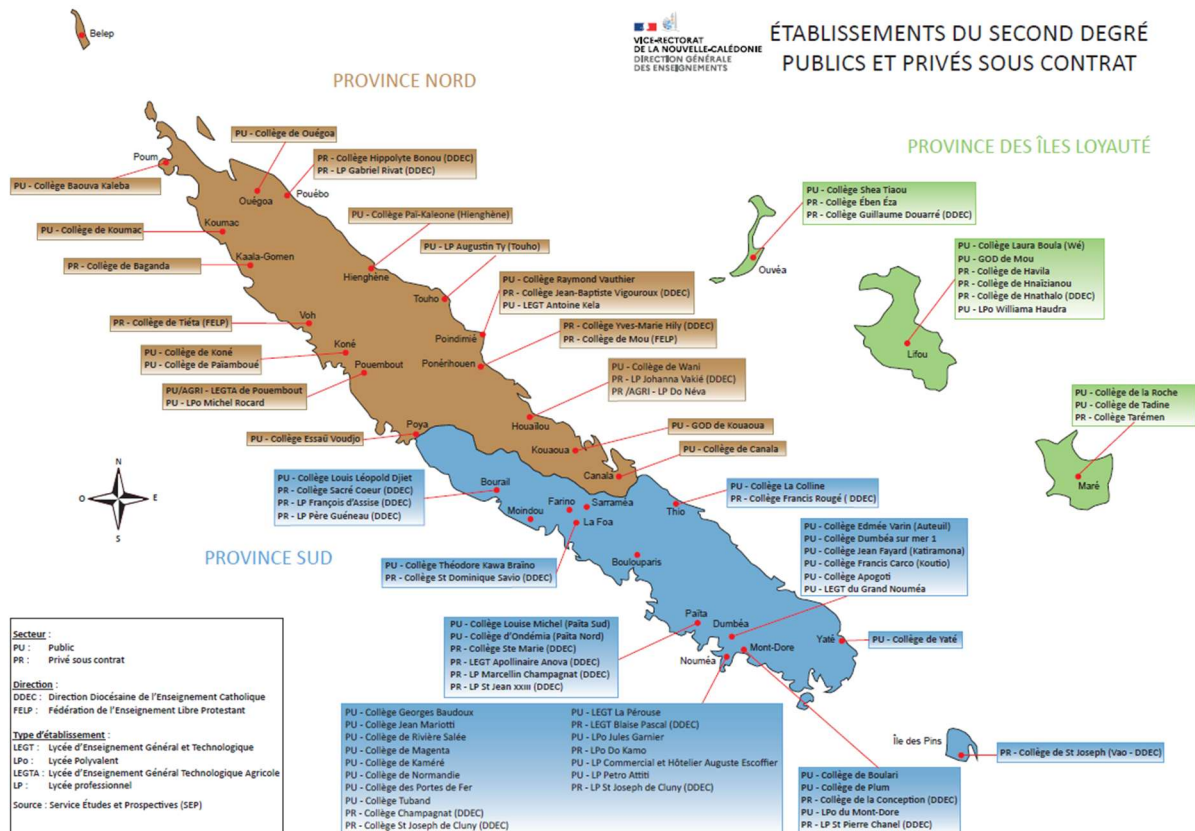 VICE-RECTORAT
DE LA NOUVELLE-CALÉDONIE
DIRECTION GÉNÉRALE
DES ENSEIGNEMENTS
ÉTABLISSEMENTS DU SECOND DEGRÉ
PUBLICS ET PRIVÉS SOUS CONTRAT
PROVINCE NORD
Belep
PU - Collège de Ouégoa
PR - Collège Hippolyte Bonou (DDEC)
PR - LP Gabriel Rivat (DDEC)
Poum
PU - Collège Baouva Kaleba
Ouégoa
Pouébo
PU - Collège Paï-Kaleone (Hienghène)
Koumac
PU - Collège de Koumac
PU - LP Augustin Ty (Touho)
Kaala-Gomen
PR - Collège de Baganda
Hienghène
PU - Collège Raymond Vauthier
PR - Collège Jean-Baptiste Vigouroux (DDEC)
PU - LEGT Antoine Kela
Touho
Voh
PR - Collège de Tiéta (FELP)
PR - Collège Yves-Marie Hily (DDEC)
PR - Collège de Mou (FELP)
Poindimié
Koné
PU - Collège de Koné
PU - Collège de Païamboué
Pouembout
Ponérihouen
PU - Collège de Wani
PR - LP Johanna Vakié (DDEC)
PR /AGRI - LP Do Néva
PU/AGRI - LEGTA de Pouembout
PU - LPo Michel Rocard
Houaïlou
Poya
PU - Collège Essaü Voudjo
Kouaoua
PU - GOD de Kouaoua
Canala
PU - Collège de Canala
PROVINCE DES ÎLES LOYAUTÉ
PU - Collège Shea Tiaou
PR - Collège Ében Éza
PR - Collège Guillaume Douarré (DDEC)
Ouvéa
PU - Collège Laura Boula (Wé)
PU - GOD de Mou
PR - Collège de Havila
PR - Collège de Hnaïzianou
PR - Collège de Hnathalo (DDEC)
PU - LPo Williama Haudra
Lifou
PU - Collège de la Roche
PU - Collège de Tadine
PR - Collège Tarémen
Maré
N
O
E
S
PROVINCE SUD
PU - Collège Louis Léopold Djiet
PR - Collège Sacré Coeur (DDEC)
PR - LP François d'Assise (DDEC)
PR - LP Père Guéneau (DDEC)
Bourail
Moindou
Farino
Sarraméa
La Foa
Thio
PU - Collège La Colline
PR - Collège Francis Rougé ( DDEC)
PU - Collège Théodore Kawa Braïno
PR - Collège St Dominique Savio (DDEC)
Boulouparis
PU - Collège Edmée Varin (Auteuil)
PU - Collège Dumbéa sur mer 1
PU - Collège Jean Fayard (Katiramona)
PU - Collège Francis Carco (Koutio)
PU - Collège Apogoti
PU - LEGT du Grand Nouméa
PU - Collège Louise Michel (Païta Sud)
PU - Collège d'Ondémia (Païta Nord)
PR - Collège Ste Marie (DDEC)
PR - LEGT Apollinaire Anova (DDEC)
PR - LP Marcellin Champagnat (DDEC)
PR - LP St Jean XXIII (DDEC)
Païta
Dumbéa
Mont-Dore
Nouméa
Yaté
PU - Collège de Yaté
PU - Collège Georges Baudoux
PU - Collège Jean Mariotti
PU - Collège de Rivière Salée
PU - Collège de Magenta
PU - Collège de Kaméré
PU - Collège de Normandie
PU - Collège des Portes de Fer
PU - Collège Tuband
PR - Collège Champagnat (DDEC)
PR - Collège St Joseph de Cluny (DDEC)
PU - LEGT La Pérouse
PR - LEGT Blaise Pascal (DDEC)
PU - LPo Jules Garnier
PR - LPo Do Kamo
PU - LP Commercial et Hôtelier Auguste Escoffier
PU - LP Petro Attiti
PR - LP St Joseph de Cluny (DDEC)
Île des Pins
PR - Collège de St Joseph (Vao - DDEC)
PU - Collège de Boulari
PU - Collège de Plum
PR - Collège de la Conception (DDEC)
PU - LPo du Mont-Dore
PR - LP St Pierre Chanel (DDEC)
Secteur :
PU : Public
PR : Privé sous contrat
Direction :
DDEC : Direction Diocésaine de l'Enseignement Catholique
FELP : Fédération de l'Enseignement Libre Protestant
Type d'établissement :
LEGT : Lycée d'Enseignement Général et Technologique
LPo : Lycée Polyvalent
LEGTA : Lycée d'Enseignement Général Technologique Agricole
LP : Lycée professionnel
Source : Service Études et Prospectives (SEP)